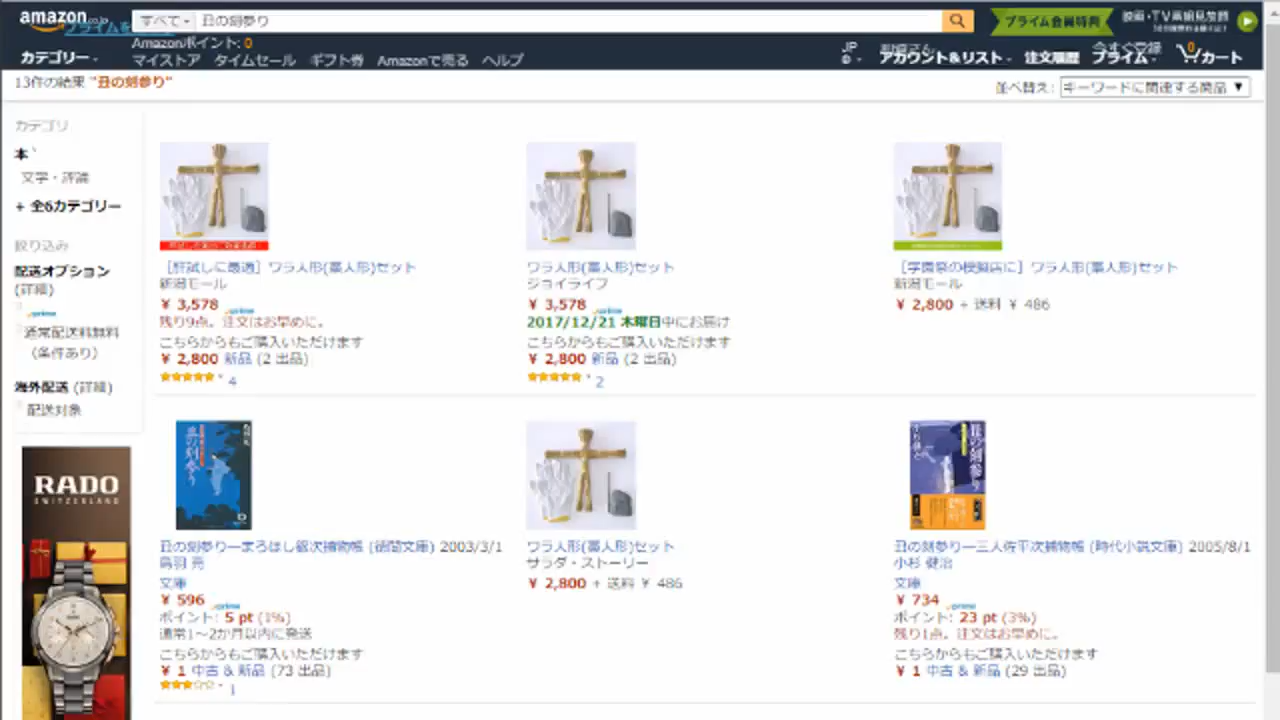 amazon.co.jp
すべて
丑の刻参り
プライム会員特典
Amazonポイント: 0
カテゴリー
マイストア タイムセール ギフト券 Amazonで売る ヘルプ
JP
アカウント&リスト
注文履歴
今すぐ登録
プライム
0
カート
13件の結果 "丑の刻参り"
並べ替え: キーワードに関連する商品
カテゴリ
本
文学・評論
+ 全6カテゴリー
絞り込み
配送オプション
(詳細)
prime
通常配送料無料
(条件あり)
海外配送 (詳細)
配送対象
RADO
SWITZERLAND
［肝試しに最適］ワラ人形(藁人形)セット
新潟モール
¥ 3,578 prime
残り9点。注文はお早めに。
こちらからもご購入いただけます
¥ 2,800 新品 (2 出品)
4
ワラ人形(藁人形)セット
ジョイライフ
¥ 3,578 prime
2017/12/21 木曜日中にお届け
こちらからもご購入いただけます
¥ 2,800 新品 (2 出品)
2
［学園祭の模擬店に］ワラ人形(藁人形)セット
新潟モール
¥ 2,800 + 送料 ¥ 486
丑の刻参り
丑の刻参り―まろほし銀次捕物帳 (徳間文庫) 2003/3/1
鳥羽 亮
文庫
¥ 596 prime
ポイント: 5 pt (1%)
通常1～2か月以内に発送
こちらからもご購入いただけます
¥ 1 中古 & 新品 (73 出品)
1
ワラ人形(藁人形)セット
サラダ・ストーリー
¥ 2,800 + 送料 ¥ 486
丑の刻参り
丑の刻参り―三人佐平次捕物帳 (時代小説文庫) 2005/8/1
小杉 健治
文庫
¥ 734 prime
ポイント: 23 pt (3%)
残り1点。注文はお早めに。
こちらからもご購入いただけます
¥ 1 中古 & 新品 (29 出品)